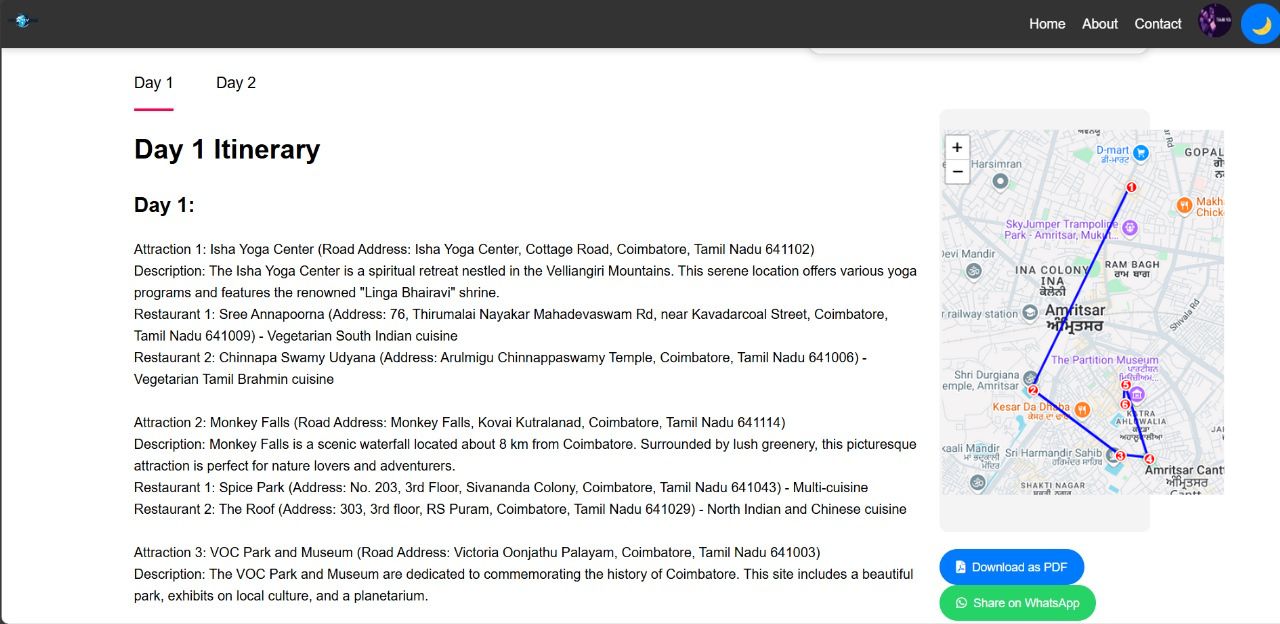 Home About Contact
Day 1 Day 2
Day 1 Itinerary
Day 1:
Attraction 1: Isha Yoga Center (Road Address: Isha Yoga Center, Cottage Road, Coimbatore, Tamil Nadu 641102)
Description: The Isha Yoga Center is a spiritual retreat nestled in the Velliangiri Mountains. This serene location offers various yoga
programs and features the renowned "Linga Bhairavi" shrine.
Restaurant 1: Sree Annapoorna (Address: 76, Thirumalai Nayakar Mahadevaswam Rd, near Kavadarcoal Street, Coimbatore,
Tamil Nadu 641009) - Vegetarian South Indian cuisine
Restaurant 2: Chinnapa Swamy Udyana (Address: Arulmigu Chinnappaswamy Temple, Coimbatore, Tamil Nadu 641006) -
Vegetarian Tamil Brahmin cuisine
Attraction 2: Monkey Falls (Road Address: Monkey Falls, Kovai Kutralanad, Coimbatore, Tamil Nadu 641114)
Description: Monkey Falls is a scenic waterfall located about 8 km from Coimbatore. Surrounded by lush greenery, this picturesque
attraction is perfect for nature lovers and adventurers.
Restaurant 1: Spice Park (Address: No. 203, 3rd Floor, Sivananda Colony, Coimbatore, Tamil Nadu 641043) - Multi-cuisine
Restaurant 2: The Roof (Address: 303, 3rd floor, RS Puram, Coimbatore, Tamil Nadu 641029) - North Indian and Chinese cuisine
Attraction 3: VOC Park and Museum (Road Address: Victoria Oonjathu Palayam, Coimbatore, Tamil Nadu 641003)
Description: The VOC Park and Museum are dedicated to commemorating the history of Coimbatore. This site includes a beautiful
park, exhibits on local culture, and a planetarium.
+
−
D-mart
ਡੀ-ਮਾਰਟ
GOPAL
Harsimran
1
Makh
Chick
SkyJumper Trampoline
Park - Amritsar, Mukut...
Devi Mandir
INA COLONY
INA
ਕੋਲੋਨੀ
RAM BAGH
ਰਾਮ ਬਾਗ
Shivala Rd
r railway station
Amritsar
ਅੰਮ੍ਰਿਤਸਰ
The Partition Museum
ਪਾਰਟੀਸ਼ਨ
Shri Durgiana
emple, Amritsar
2
5
6
Kesar Da Dhaba
ਕੇਸਰ ਦਾ ਢਾਬਾ
KATRA
AHLUWALIA
ਕਟੜਾ
ਆਹਲੂਵਾਲੀਆ
kaali Mandir
ਮੰਦਿਰ
Sri Harmandir Sahib
ਹਰਿਮੰਦਿਰ ਸਾਹਿਬ
3
4
Amritsar Cantt
ਅੰਮ੍ਰਿਤਸਰ
SHAKTI NAGAR
ਸ਼ਕਤੀ ਨਗਰ
Download as PDF
Share on WhatsApp